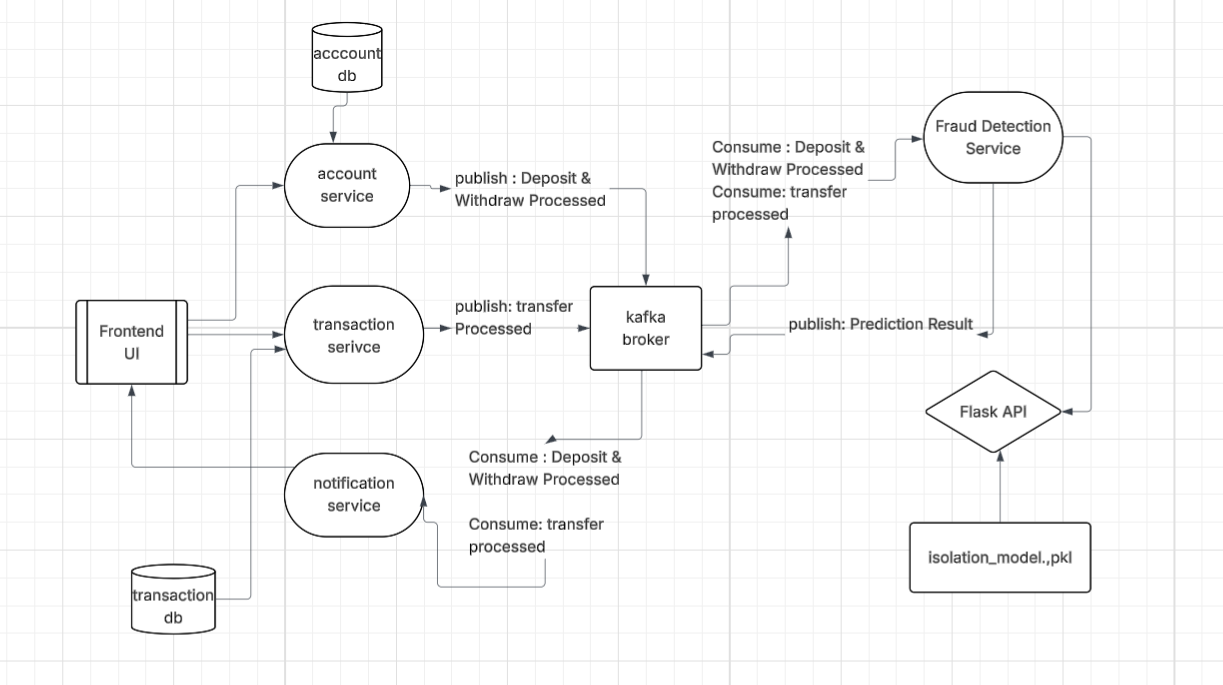 acccount
db
account
service
publish : Deposit &
Withdraw Processed
Consume : Deposit &
Withdraw Processed
Consume: transfer
processed
Fraud Detection
Service
Frontend
UI
transaction
serivce
publish: transfer
Processed
kafka
broker
publish: Prediction Result
Flask API
notification
service
Consume : Deposit &
Withdraw Processed
Consume: transfer
processed
transaction
db
isolation_model.,pkl